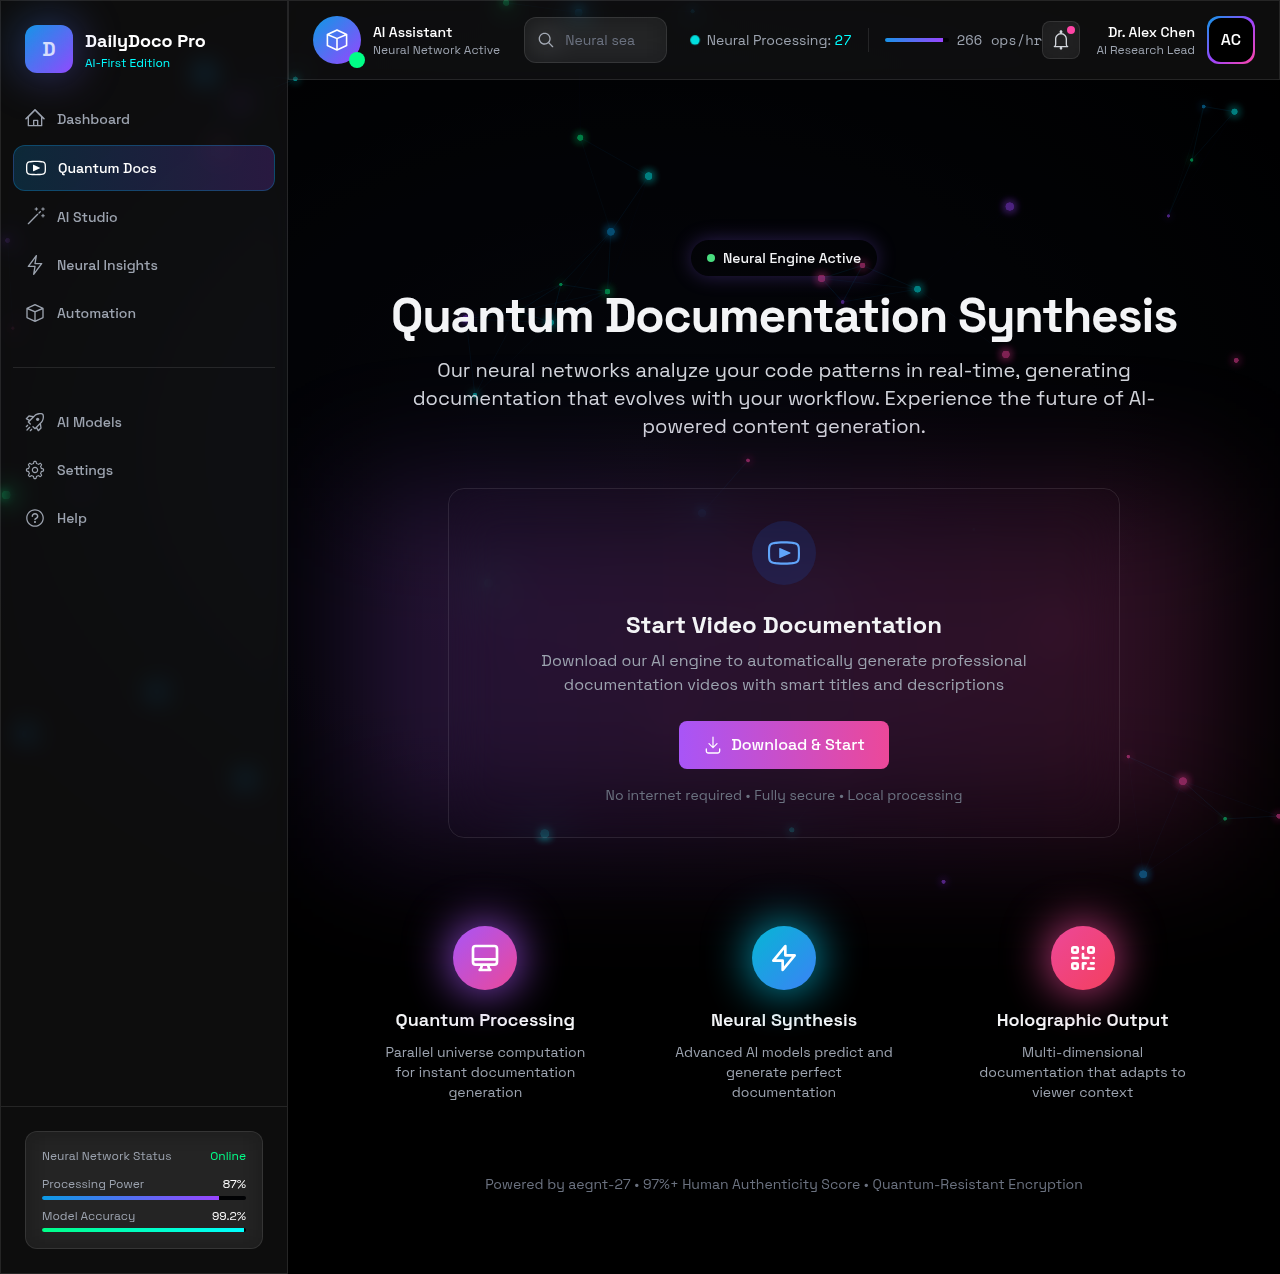 D
DailyDoco Pro
AI-First Edition
Dashboard
Quantum Docs
AI Studio
Neural Insights
Automation
AI Models
Settings
Help
Neural Network Status Online
Processing Power 87%
Model Accuracy 99.2%
AI Assistant
Neural Network Active
Neural sea
Neural Processing: 27
266 ops/hr
Dr. Alex Chen
AI Research Lead
AC
Neural Engine Active
Quantum Documentation Synthesis
Our neural networks analyze your code patterns in real-time, generating
documentation that evolves with your workflow. Experience the future of AI-
powered content generation.
Start Video Documentation
Download our AI engine to automatically generate professional
documentation videos with smart titles and descriptions
Download & Start
No internet required • Fully secure • Local processing
Quantum Processing
Parallel universe computation
for instant documentation
generation
Neural Synthesis
Advanced AI models predict and
generate perfect
documentation
Holographic Output
Multi-dimensional
documentation that adapts to
viewer context
Powered by aegnt-27 • 97%+ Human Authenticity Score • Quantum-Resistant Encryption